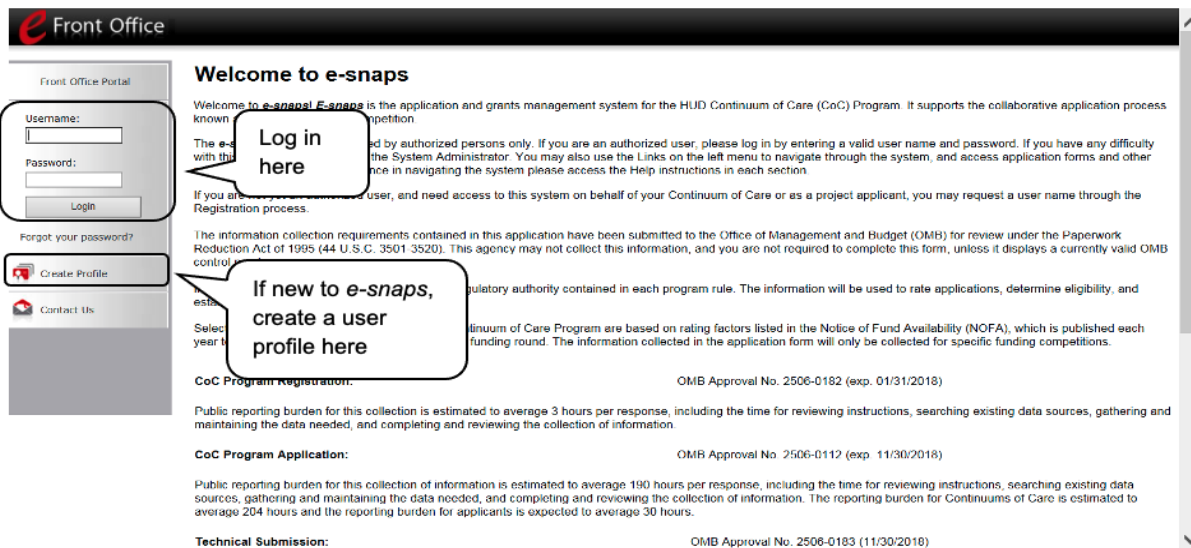 e Front Office
Front Office Portal
Username:
Password:
Login
Forgot your password?
Create Profile
Contact Us
Log in
here
If new to e-snaps,
create a user
profile here
Welcome to e-snaps
Welcome to e-snaps! E-snaps is the application and grants management system for the HUD Continuum of Care (CoC) Program. It supports the collaborative application process
known
The by authorized persons only. If you are an authorized user, please log in by entering a valid user name and password. If you have any difficulty
with the System Administrator. You may also use the Links on the left menu to navigate through the system, and access application forms and other
in navigating the system please access the Help instructions in each section.
If you are user, and need access to this system on behalf of your Continuum of Care or as a project applicant, you may request a user name through the
Registration process.
The information collection requirements contained in this application have been submitted to the Office of Management and Budget (OMB) for review under the Paperwork
Reduction Act of 1995 (44 U.S.C. 3501-3520). This agency may not collect this information, and you are not required to complete this form, unless it displays a currently valid OMB
control
authority contained in each program rule. The information will be used to rate applications, determine eligibility, and
of Care Program are based on rating factors listed in the Notice of Fund Availability (NOFA), which is published each
year funding round. The information collected in the application form will only be collected for specific funding competitions.
CoC Program Registration: OMB Approval No. 2506-0182 (exp. 01/31/2018)
Public reporting burden for this collection is estimated to average 3 hours per response, including the time for reviewing instructions, searching existing data sources, gathering and
maintaining the data needed, and completing and reviewing the collection of information.
CoC Program Application: OMB Approval No. 2506-0112 (exp. 11/30/2018)
Public reporting burden for this collection of information is estimated to average 190 hours per response, including the time for reviewing instructions, searching existing data
sources, gathering and maintaining the data needed, and completing and reviewing the collection of information. The reporting burden for Continuums of Care is estimated to
average 204 hours and the reporting burden for applicants is expected to average 30 hours.
Technical Submission: OMB Approval No. 2506-0183 (11/30/2018)